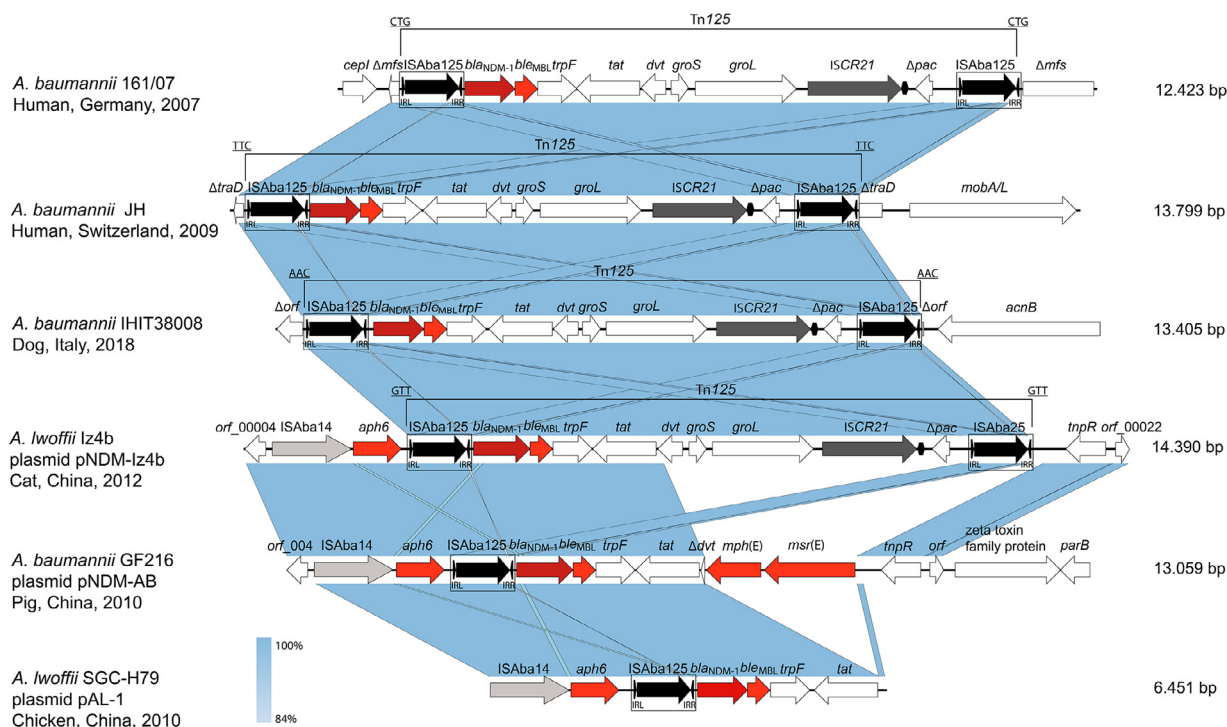 CTG Tn125 CTG
cepI Δmfs ISAba125 blaNDM-1 bleMBL trpF tat dvt groS groL ISCR21 Δpac ISAba125 Δmfs
A. baumannii 161/07
Human, Germany, 2007
IRL IRR IRL IRR
12.423 bp
TTC Tn125 TTC
ΔtraD ISAba125 blaNDM-1 bleMBL trpF tat dvt groS groL ISCR21 Δpac ISAba125 ΔtraD mobA/L
A. baumannii JH
Human, Switzerland, 2009
IRL IRR IRL IRR
13.799 bp
AAC Tn125 AAC
Δorf ISAba125 blaNDM-1 bleMBL trpF tat dvt groS groL ISCR21 Δpac ISAba125 Δorf acnB
A. baumannii IHIT38008
Dog, Italy, 2018
IRL IRR IRL IRR
13.405 bp
GTT Tn125 GTT
orf_00004 ISAba14 aph6 ISAba125 blaNDM-1 bleMBL trpF tat dvt groS groL ISCR21 Δpac ISAba25 tnpR orf_00022
A. lwoffii Iz4b
plasmid pNDM-Iz4b
Cat, China, 2012
IRL IRR IRL IRR
14.390 bp
orf_004 ISAba14 aph6 ISAba125 blaNDM-1 bleMBL trpF tat Δdvt mph(E) msr(E) tnpR orf zeta toxin
family protein parB
A. baumannii GF216
plasmid pNDM-AB
Pig, China, 2010
IRL IRR
13.059 bp
100%
84%
ISAba14 aph6 ISAba125 blaNDM-1 bleMBL trpF tat
A. lwoffii SGC-H79
plasmid pAL-1
Chicken, China, 2010
IRL IRR
6.451 bp